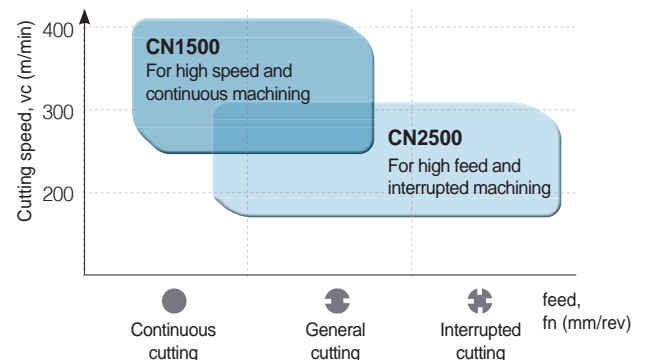 Cutting speed, vc (m/min)
400
300
200
CN1500
For high speed and
continuous machining
CN2500
For high feed and
interrupted machining
Continuous
cutting
General
cutting
Interrupted
cutting
feed,
fn (mm/rev)